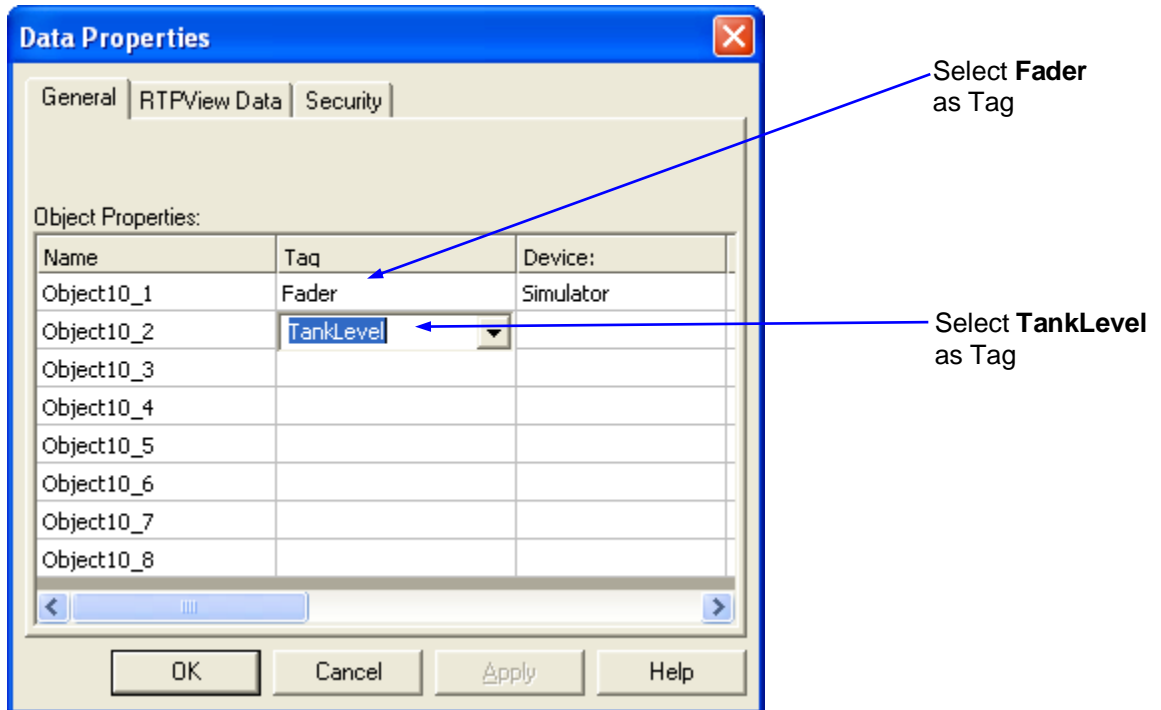 Data Properties
General RTPView Data Security
Select Fader
as Tag
Object Properties:
Name Tag Device:
Object10_1 Fader Simulator
Object10_2 TankLevel
Select TankLevel
as Tag
Object10_3
Object10_4
Object10_5
Object10_6
Object10_7
Object10_8
OK Cancel Apply Help